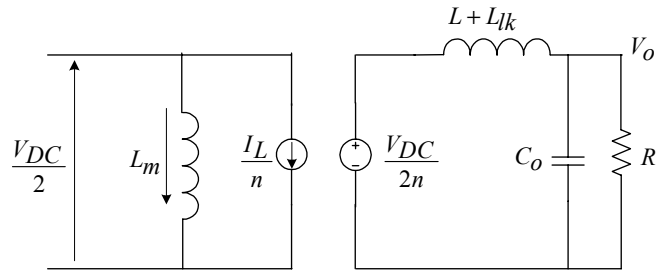 L + L_lk
V_o
V_DC/2
L_m
I_L/n
+
−
V_DC/2n
C_o
R